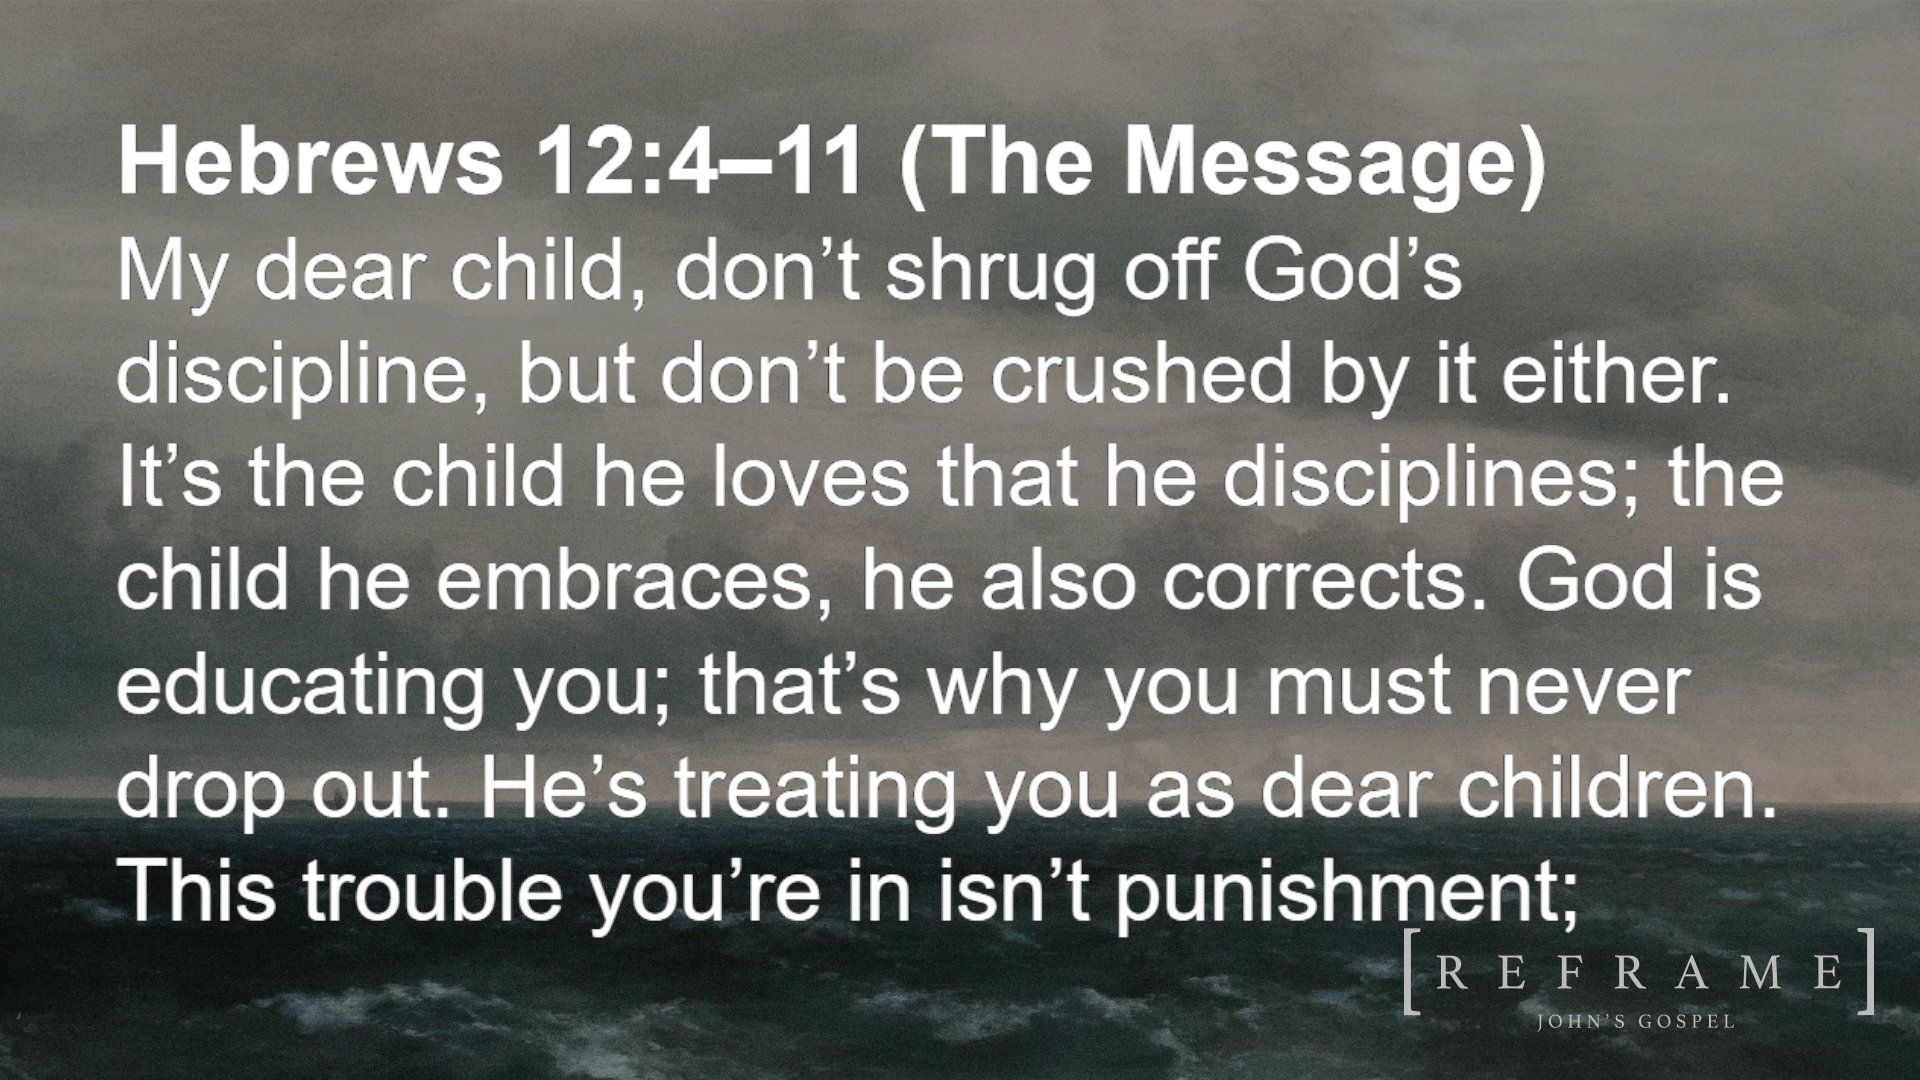 Hebrews 12:4–11 (The Message)
My dear child, don’t shrug off God’s
discipline, but don’t be crushed by it either.
It’s the child he loves that he disciplines; the
child he embraces, he also corrects. God is
educating you; that’s why you must never
drop out. He’s treating you as dear children.
This trouble you’re in isn’t punishment;
[REFRAME]
JOHN’S GOSPEL